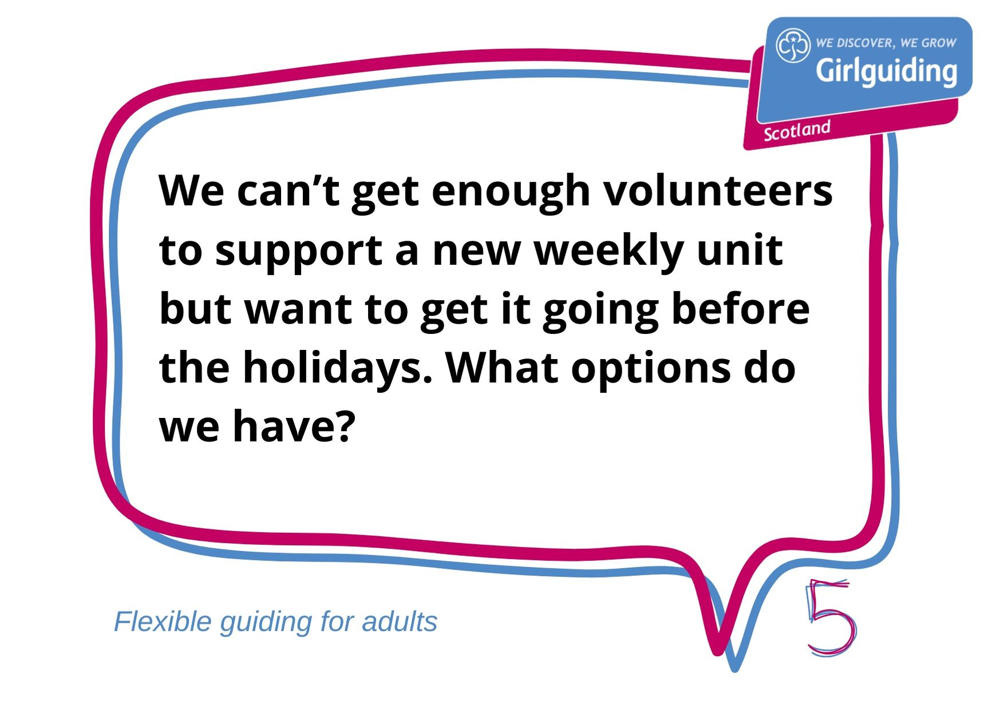 WE DISCOVER, WE GROW
Girlguiding
Scotland
We can’t get enough volunteers
to support a new weekly unit
but want to get it going before
the holidays. What options do
we have?
Flexible guiding for adults
5